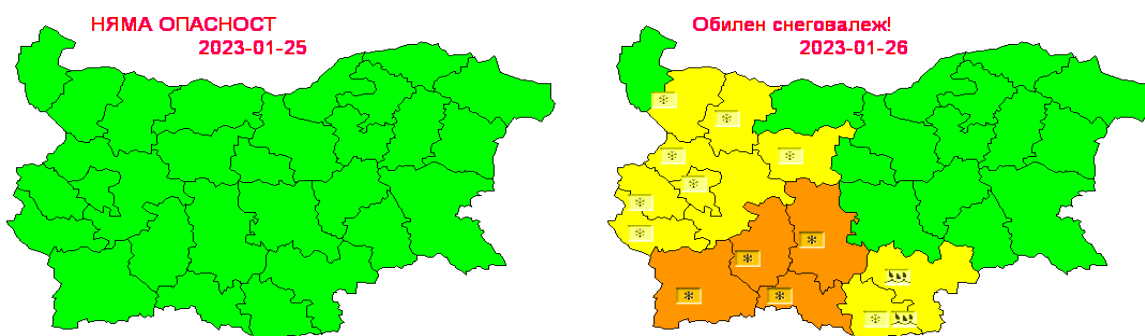 НЯМА ОПАСНОСТ
2023-01-25
Обилен снеговалеж!
2023-01-26